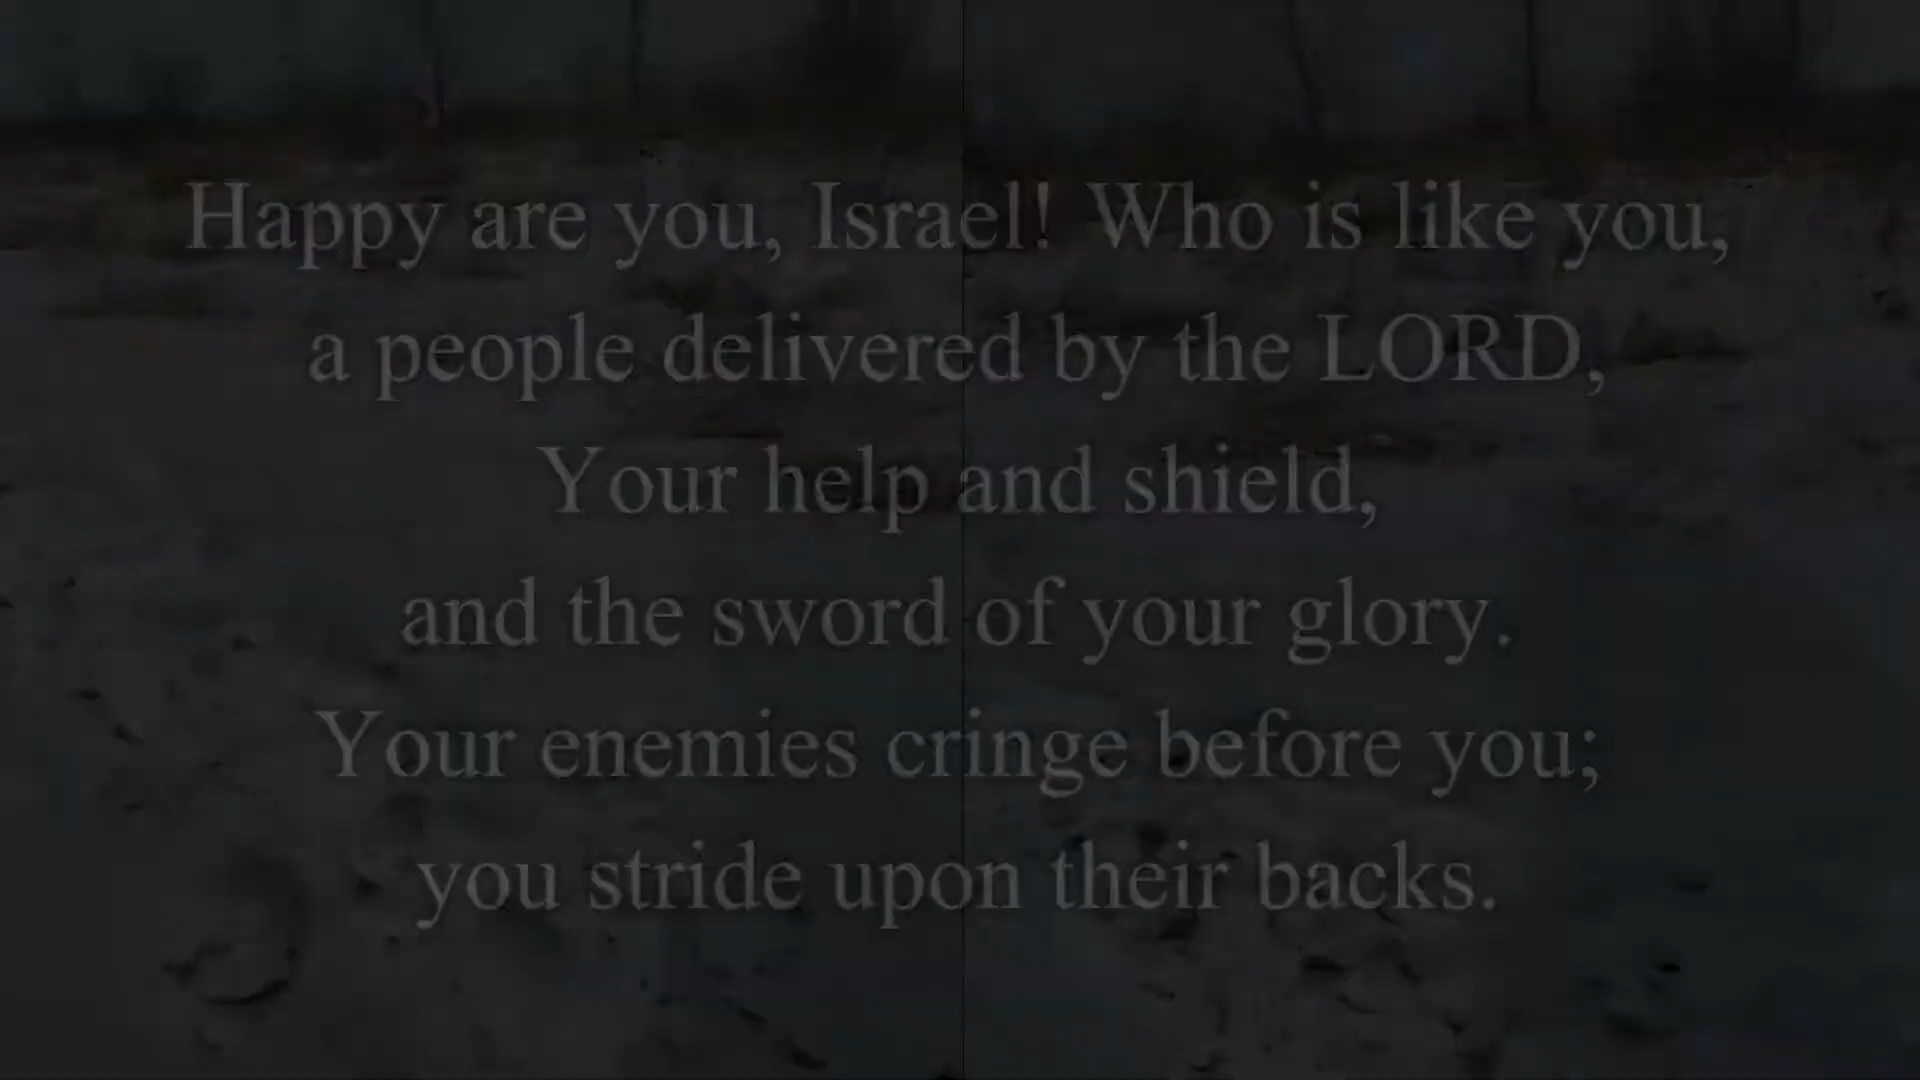 Happy are you, Israel! Who is like you,
a people delivered by the LORD,
Your help and shield,
and the sword of your glory.
Your enemies cringe before you;
you stride upon their backs.